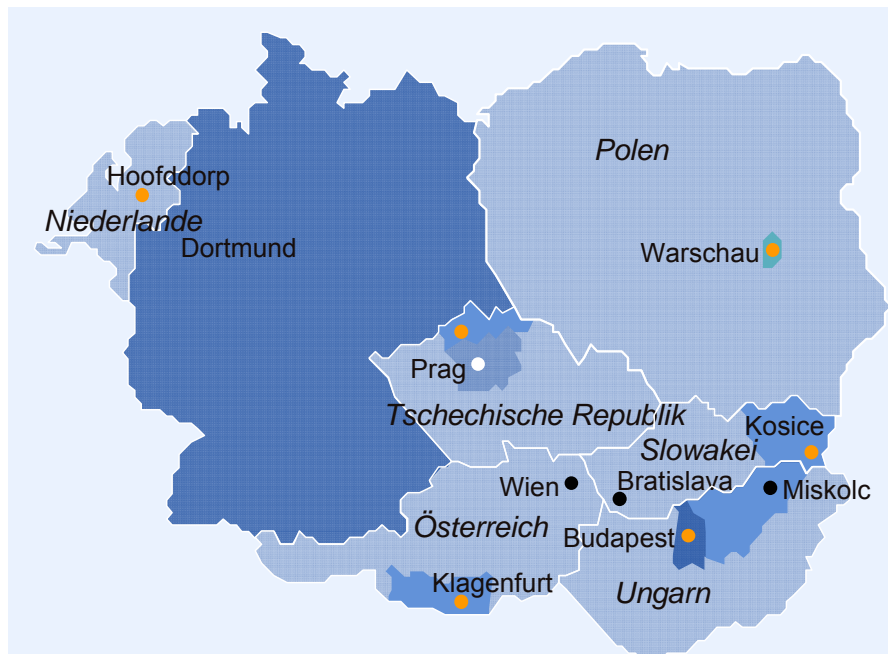 Polen
Hoofddorp
Niederlande
Dortmund
Warschau
Prag
Tschechische Republik
Kosice
Slowakei
Wien
Bratislava
Miskolc
Österreich
Budapest
Klagenfurt
Ungarn